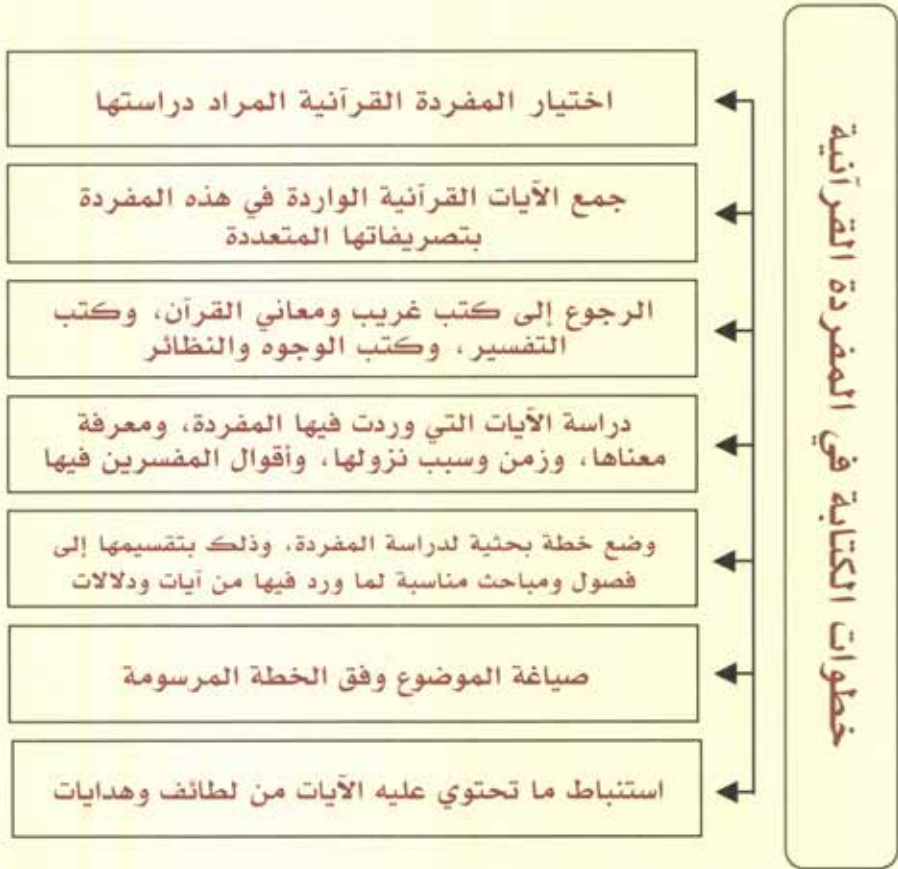 خطوات الكتابة في المفردة القرآنية
اختيار المفردة القرآنية المراد دراستها
جمع الآيات القرآنية الواردة في هذه المفردة
بتصريفاتها المتعددة
الرجوع إلى كتب غريب ومعاني القرآن، وكتب
التفسير، وكتب الوجوه والنظائر
دراسة الآيات التي وردت فيها المفردة، ومعرفة
معناها، وزمن وسبب نزولها، وأقوال المفسرين فيها
وضع خطة بحثية لدراسة المفردة، وذلك بتقسيمها إلى
فصول ومباحث مناسبة لما ورد فيها من آيات ودلالات
صياغة الموضوع وفق الخطة المرسومة
استنباط ما تحتوي عليه الآيات من لطائف وهدايات